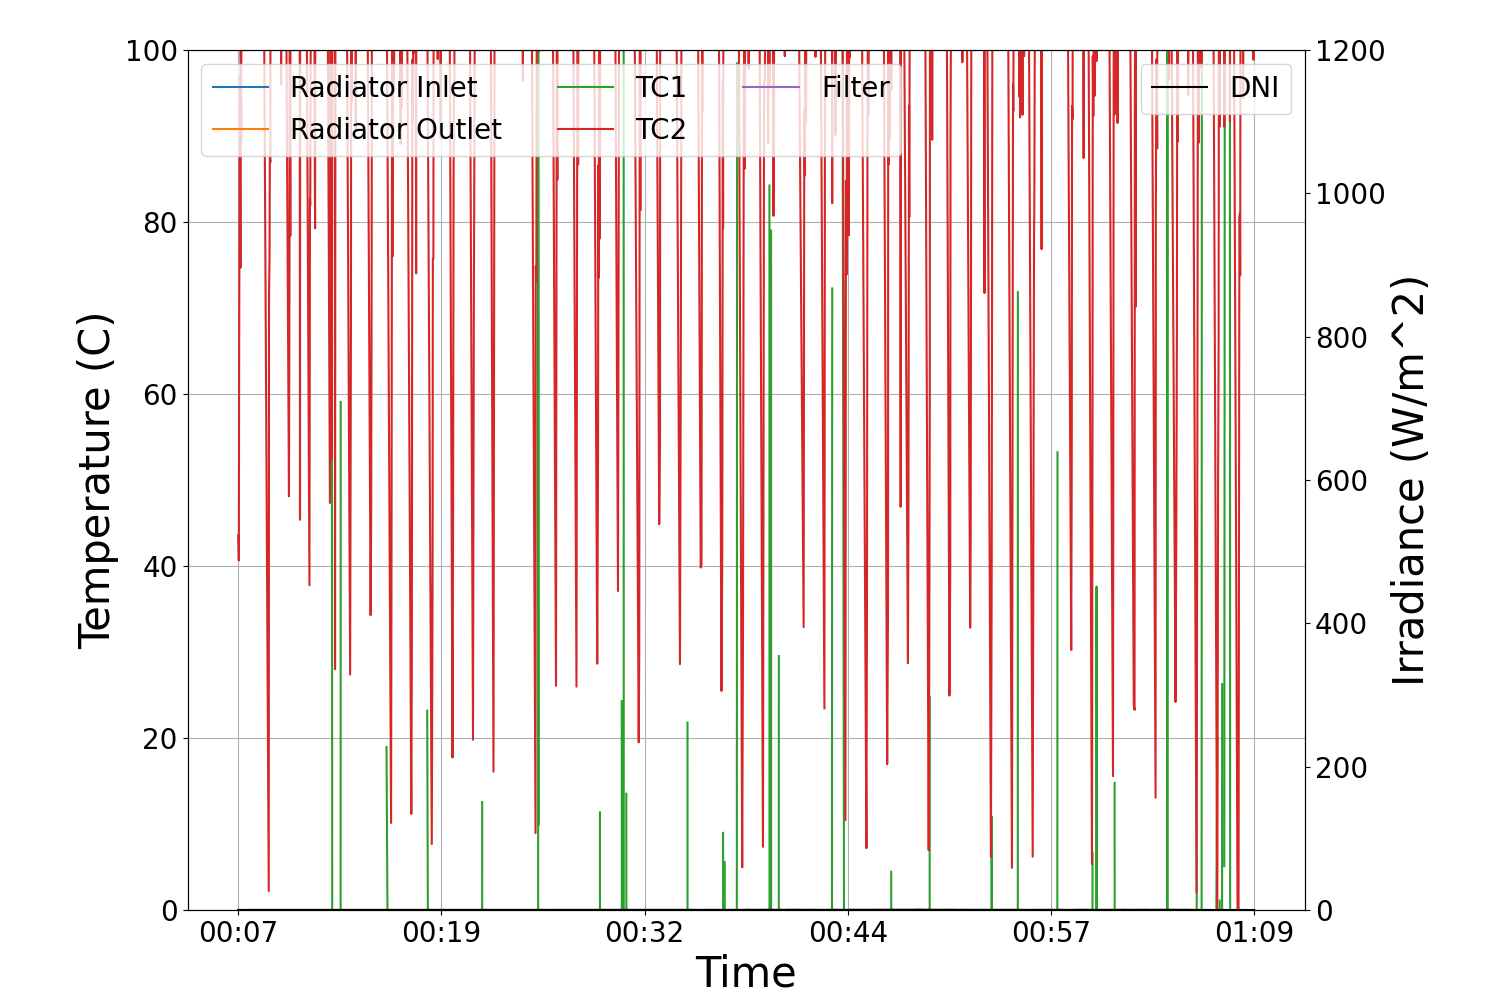 100
80
60
40
20
0
Temperature (C)
Radiator Inlet
Radiator Outlet
TC1
TC2
Filter
DNI
1200
1000
800
600
400
200
0
Irradiance (W/m^2)
00:07 00:19 00:32 00:44 00:57 01:09
Time